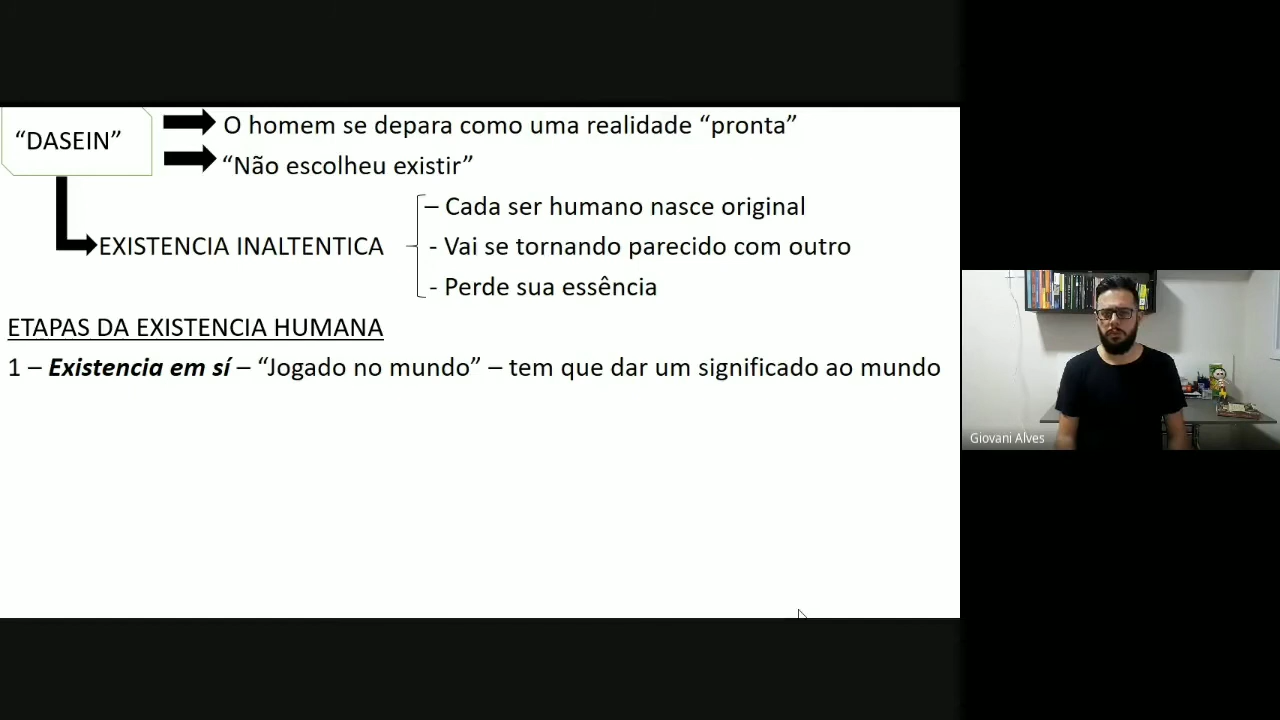 “DASEIN”
O homem se depara como uma realidade “pronta”
“Não escolheu existir”
– Cada ser humano nasce original
EXISTENCIA INALTENTICA
- Vai se tornando parecido com outro
- Perde sua essência
ETAPAS DA EXISTENCIA HUMANA
1 – Existencia em sí – “Jogado no mundo” – tem que dar um significado ao mundo
Giovani Alves